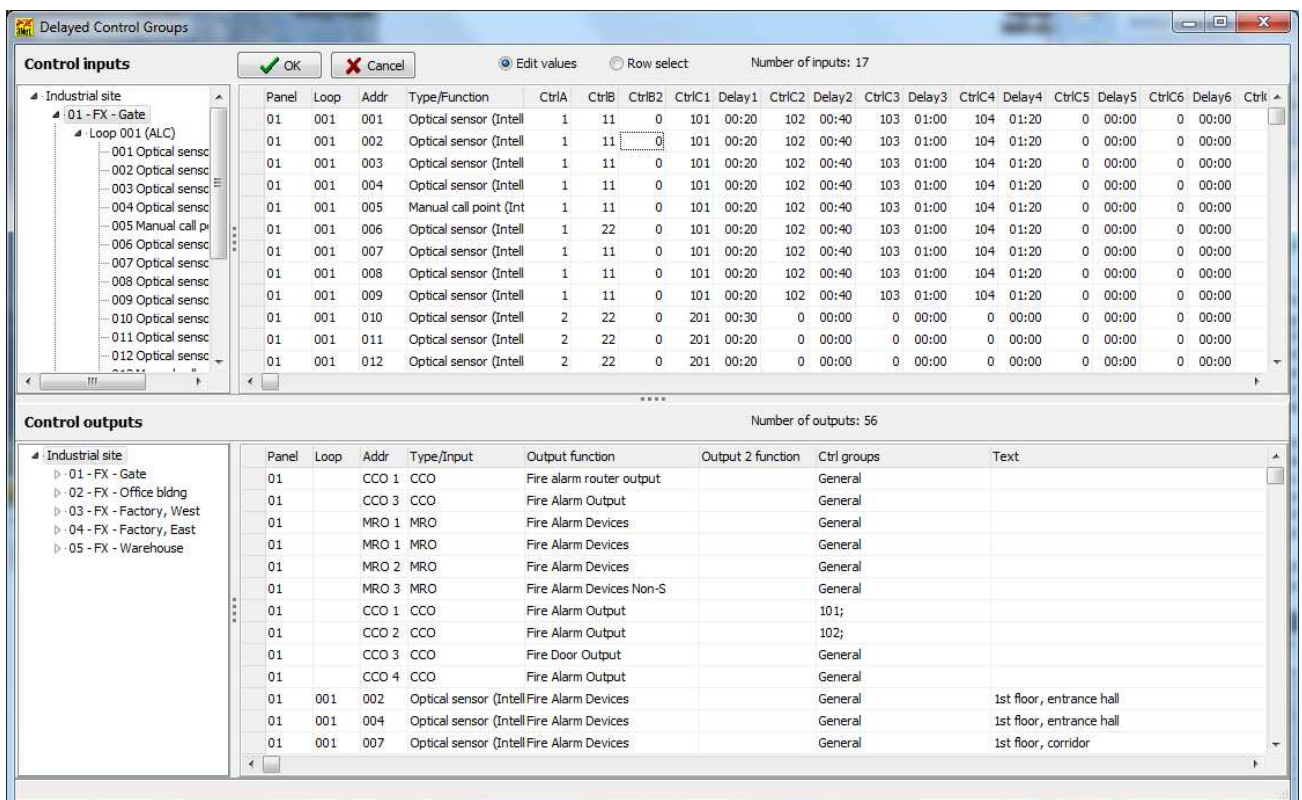 Delayed Control Groups
Control inputs
OK Cancel Edit values Row select Number of inputs: 17
Industrial site
01 - FX - Gate
Loop 001 (ALC)
001 Optical senso
002 Optical senso
003 Optical senso
004 Optical senso
005 Manual call p
006 Optical senso
007 Optical senso
008 Optical senso
009 Optical senso
010 Optical senso
011 Optical senso
012 Optical senso
Panel Loop Addr Type/Function CtrlA CtrlB CtrlB2 CtrlC1 Delay1 CtrlC2 Delay2 CtrlC3 Delay3 CtrlC4 Delay4 CtrlC5 Delay5 CtrlC6 Delay6
01 001 001 Optical sensor (Intell 1 11 0 101 00:20 102 00:40 103 01:00 104 01:20 0 00:00 0 00:00
01 001 002 Optical sensor (Intell 1 11 0 101 00:20 102 00:40 103 01:00 104 01:20 0 00:00 0 00:00
01 001 003 Optical sensor (Intell 1 11 0 101 00:20 102 00:40 103 01:00 104 01:20 0 00:00 0 00:00
01 001 004 Optical sensor (Intell 1 11 0 101 00:20 102 00:40 103 01:00 104 01:20 0 00:00 0 00:00
01 001 005 Manual call point (Int 1 11 0 101 00:20 102 00:40 103 01:00 104 01:20 0 00:00 0 00:00
01 001 006 Optical sensor (Intell 1 22 0 101 00:20 102 00:40 103 01:00 104 01:20 0 00:00 0 00:00
01 001 007 Optical sensor (Intell 1 11 0 101 00:20 102 00:40 103 01:00 104 01:20 0 00:00 0 00:00
01 001 008 Optical sensor (Intell 1 11 0 101 00:20 102 00:40 103 01:00 104 01:20 0 00:00 0 00:00
01 001 009 Optical sensor (Intell 1 11 0 101 00:20 102 00:40 103 01:00 104 01:20 0 00:00 0 00:00
01 001 010 Optical sensor (Intell 2 22 0 201 00:30 0 00:00 0 00:00 0 00:00 0 00:00 0 00:00
01 001 011 Optical sensor (Intell 2 22 0 201 00:20 0 00:00 0 00:00 0 00:00 0 00:00 0 00:00
01 001 012 Optical sensor (Intell 2 22 0 201 00:20 0 00:00 0 00:00 0 00:00 0 00:00 0 00:00
Control outputs
Number of outputs: 56
Industrial site
01 - FX - Gate
02 - FX - Office bldng
03 - FX - Factory, West
04 - FX - Factory, East
05 - FX - Warehouse
Panel Loop Addr Type/Input Output function Output 2 function Ctrl groups Text
01 CCO 1 CCO Fire alarm router output General
01 CCO 3 CCO Fire Alarm Output General
01 MRO 1 MRO Fire Alarm Devices General
01 MRO 1 MRO Fire Alarm Devices General
01 MRO 2 MRO Fire Alarm Devices General
01 MRO 3 MRO Fire Alarm Devices Non-S General
01 CCO 1 CCO Fire Alarm Output 101;
01 CCO 2 CCO Fire Alarm Output 102;
01 CCO 3 CCO Fire Door Output General
01 CCO 4 CCO Fire Alarm Output General
01 001 002 Optical sensor (Intell Fire Alarm Devices General 1st floor, entrance hall
01 001 004 Optical sensor (Intell Fire Alarm Devices General 1st floor, entrance hall
01 001 007 Optical sensor (Intell Fire Alarm Devices General 1st floor, corridor